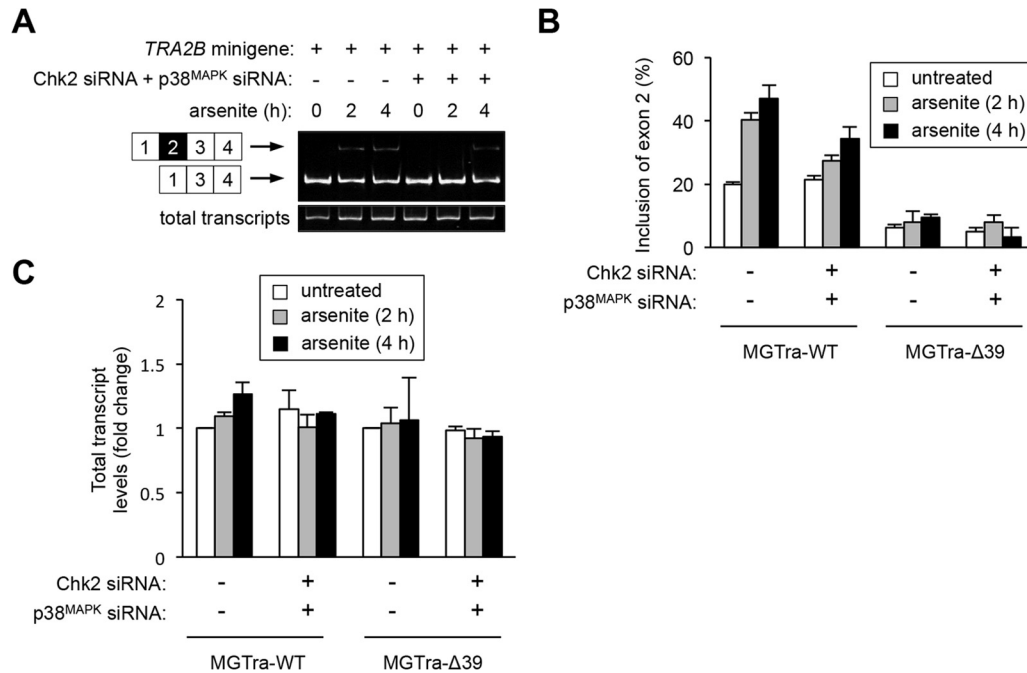 A
TRA2B minigene: + + + + + +
Chk2 siRNA + p38MAPK siRNA: - - - + + +
arsenite (h): 0 2 4 0 2 4
1 2 3 4
1 3 4
total transcripts
B
Inclusion of exon 2 (%)
60
40
20
0
untreated
arsenite (2 h)
arsenite (4 h)
Chk2 siRNA: - + - +
p38MAPK siRNA: - + - +
MGTra-WT MGTra-Δ39
C
Total transcript
levels (fold change)
2
1.5
1
0.5
0
untreated
arsenite (2 h)
arsenite (4 h)
Chk2 siRNA: - + - +
p38MAPK siRNA: - + - +
MGTra-WT MGTra-Δ39